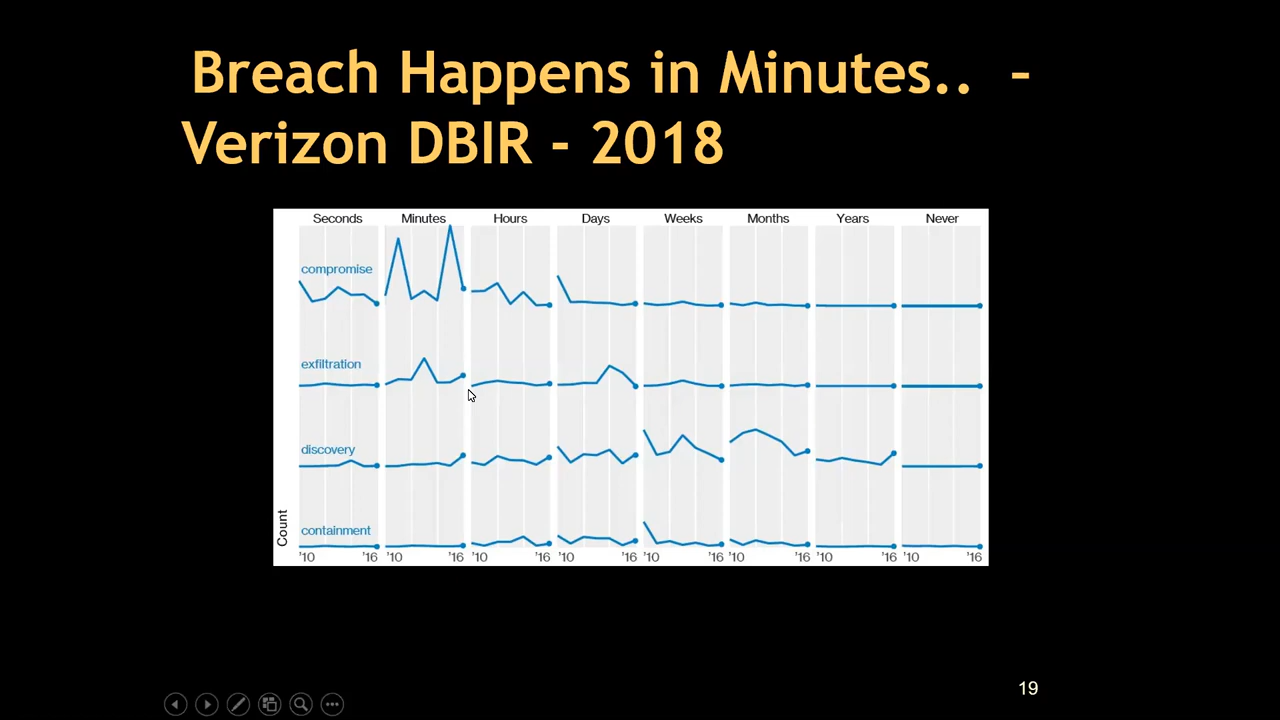 Breach Happens in Minutes.. –
Verizon DBIR - 2018
Seconds Minutes Hours Days Weeks Months Years Never
compromise
exfiltration
discovery
containment
Count
'10 '16 '10 '16 '10 '16 '10 '16 '10 '16 '10 '16 '10 '16 '10 '16
19